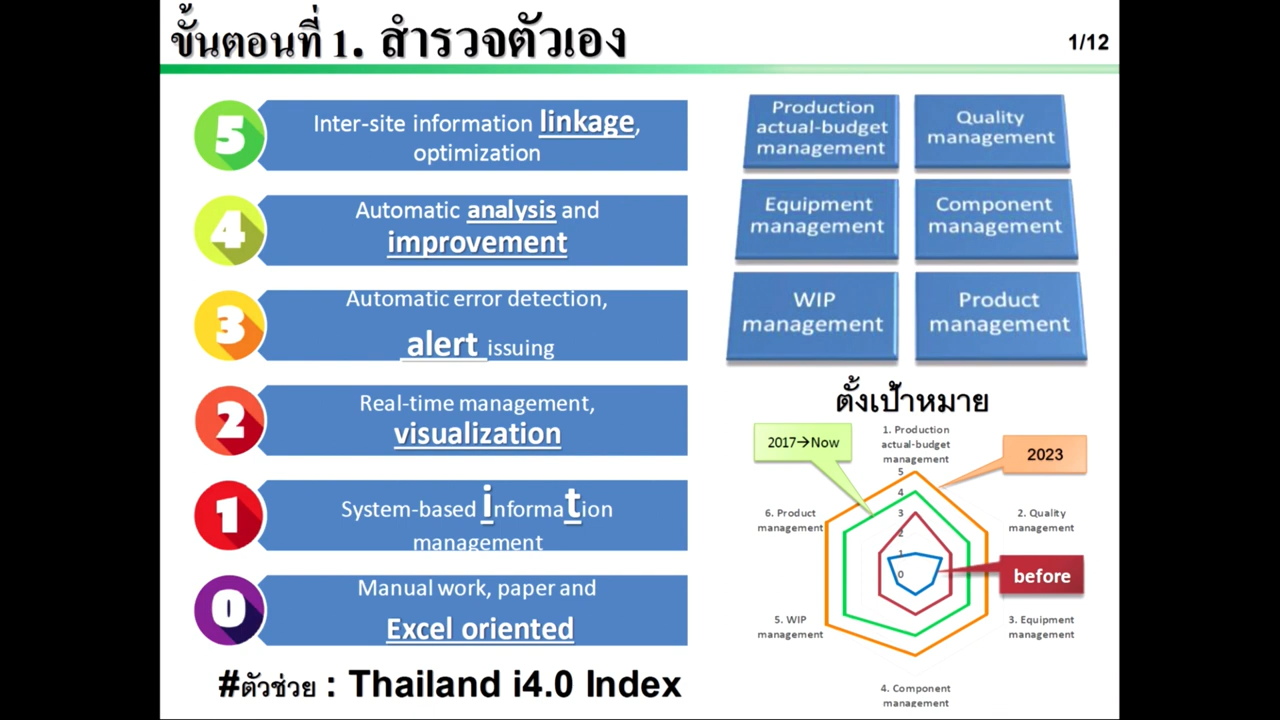 ขั้นตอนที่ 1. สำรวจตัวเอง
1/12
5
Inter-site information linkage,
optimization
4
Automatic analysis and
improvement
3
Automatic error detection,
alert issuing
2
Real-time management,
visualization
1
System-based information
management
0
Manual work, paper and
Excel oriented
#ตัวช่วย : Thailand i4.0 Index
Production
actual-budget
management
Quality
management
Equipment
management
Component
management
WIP
management
Product
management
ตั้งเป้าหมาย
2017→Now
1. Production
actual-budget
management
2023
5
4
3
2
1
0
6. Product
management
2. Quality
management
before
5. WIP
management
3. Equipment
management
4. Component
management